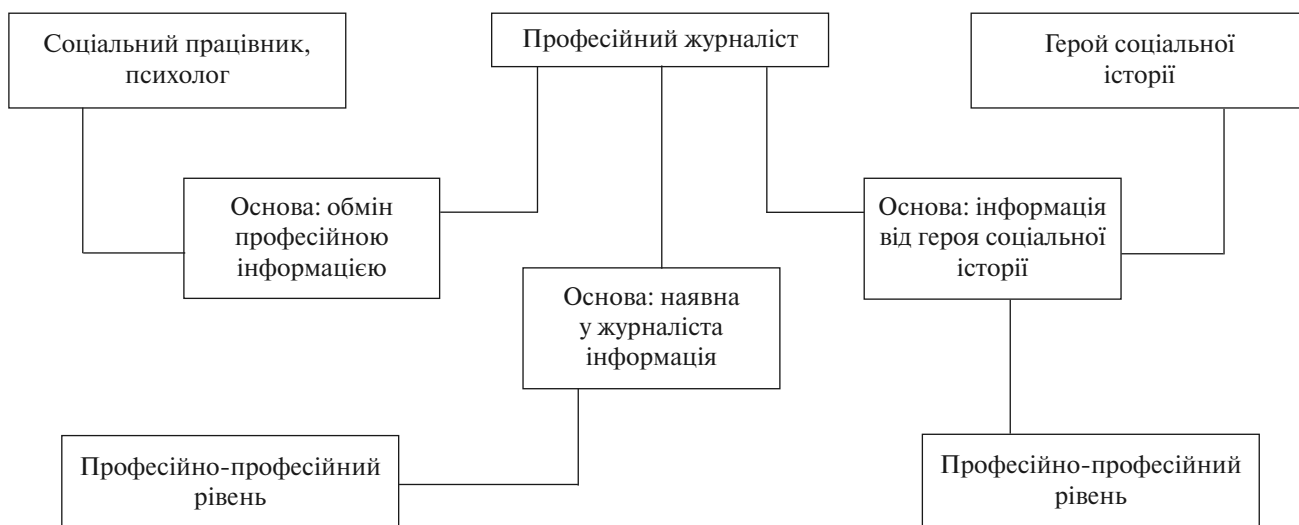 Соціальний працівник,
психолог
Професійний журналіст
Герой соціальної
історії
Основа: обмін
професійною
інформацією
Основа: інформація
від героя соціальної
історії
Основа: наявна
у журналіста
інформація
Професійно-професійний
рівень
Професійно-професійний
рівень